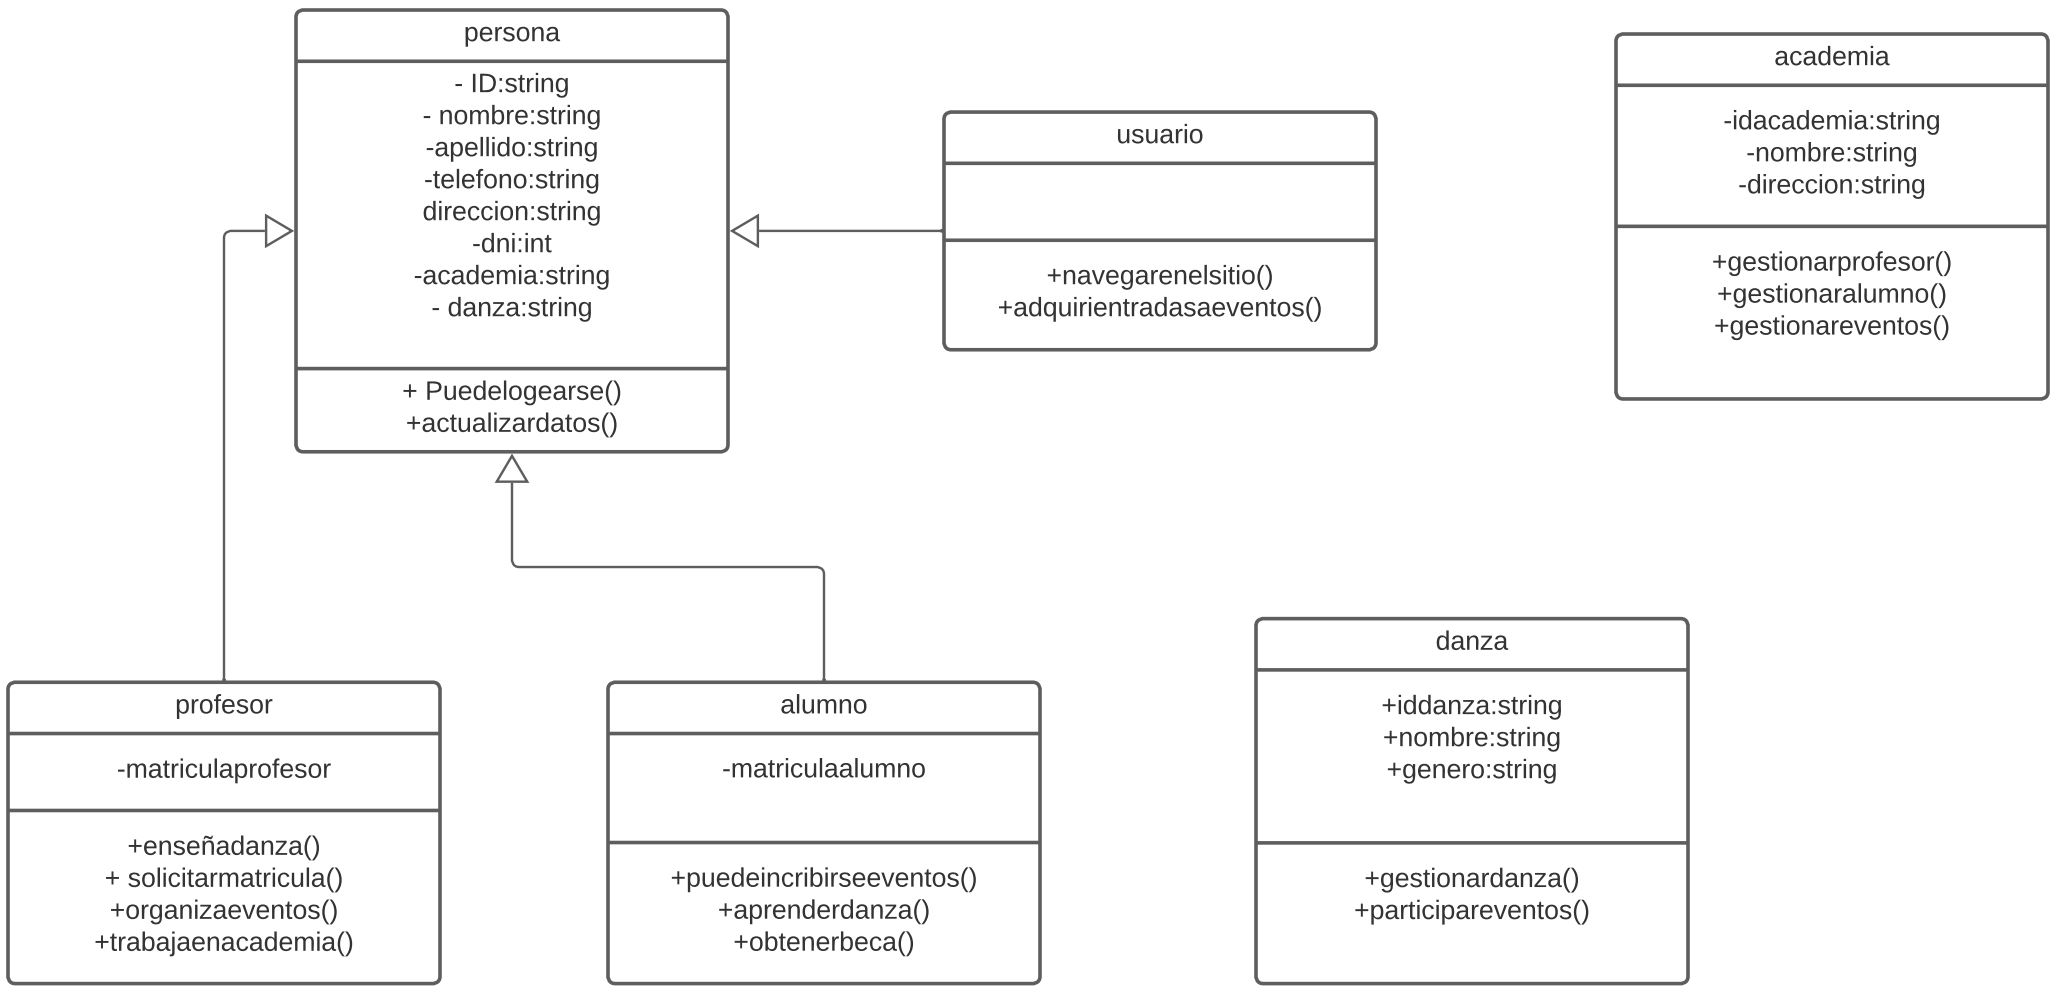 persona
- ID:string
- nombre:string
-apellido:string
-telefono:string
direccion:string
-dni:int
-academia:string
- danza:string
+ Puedelogearse()
+actualizardatos()
usuario
+navegarenelsitio()
+adquirientradasaeventos()
academia
-idacademia:string
-nombre:string
-direccion:string
+gestionarprofesor()
+gestionaralumno()
+gestionareventos()
profesor
-matriculaprofesor
+enseñadanza()
+ solicitarmatricula()
+organizaeventos()
+trabajaenacademia()
alumno
-matriculaalumno
+puedeincribirseeventos()
+aprenderdanza()
+obtenerbeca()
danza
+iddanza:string
+nombre:string
+genero:string
+gestionardanza()
+participareventos()